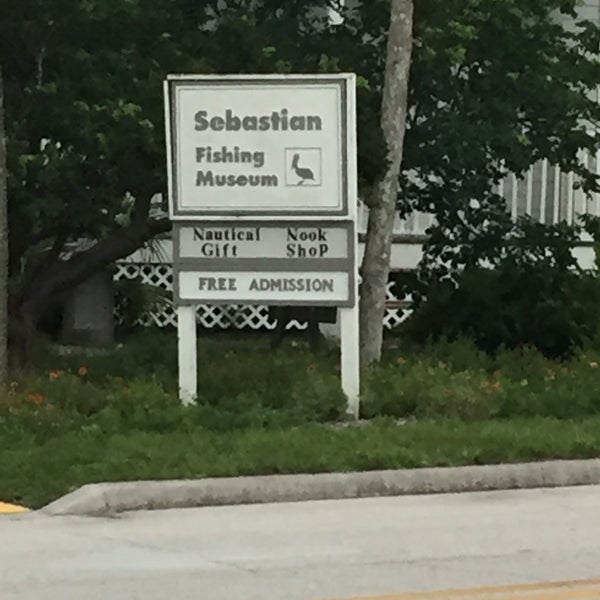 Sebastian
Fishing
Museum
Nautical Nook
Gift ShoP
FREE ADMISSION